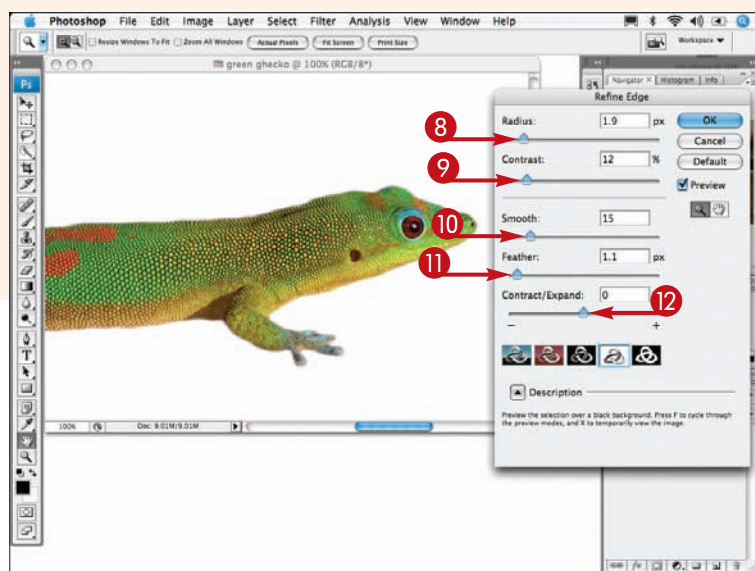 Photoshop File Edit Image Layer Select Filter Analysis View Window Help
Resize Windows To Fit Zoom All Windows Actual Pixels Fit Screen Print Size Workspace
green ghecko @ 100% (RGB/8*)
Navigator X Histogram Info
Ps
Refine Edge
Radius: 1.9 px OK
8
Cancel
Contrast: 12 % Default
9
Preview
Smooth: 15
10
Feather: 1.1 px
11
Contract/Expand: 0
12
− +
Description
Preview the selection over a black background. Press F to cycle through
the preview modes, and X to temporarily view the image.
100% Doc: 9.01M/9.01M
T
fx